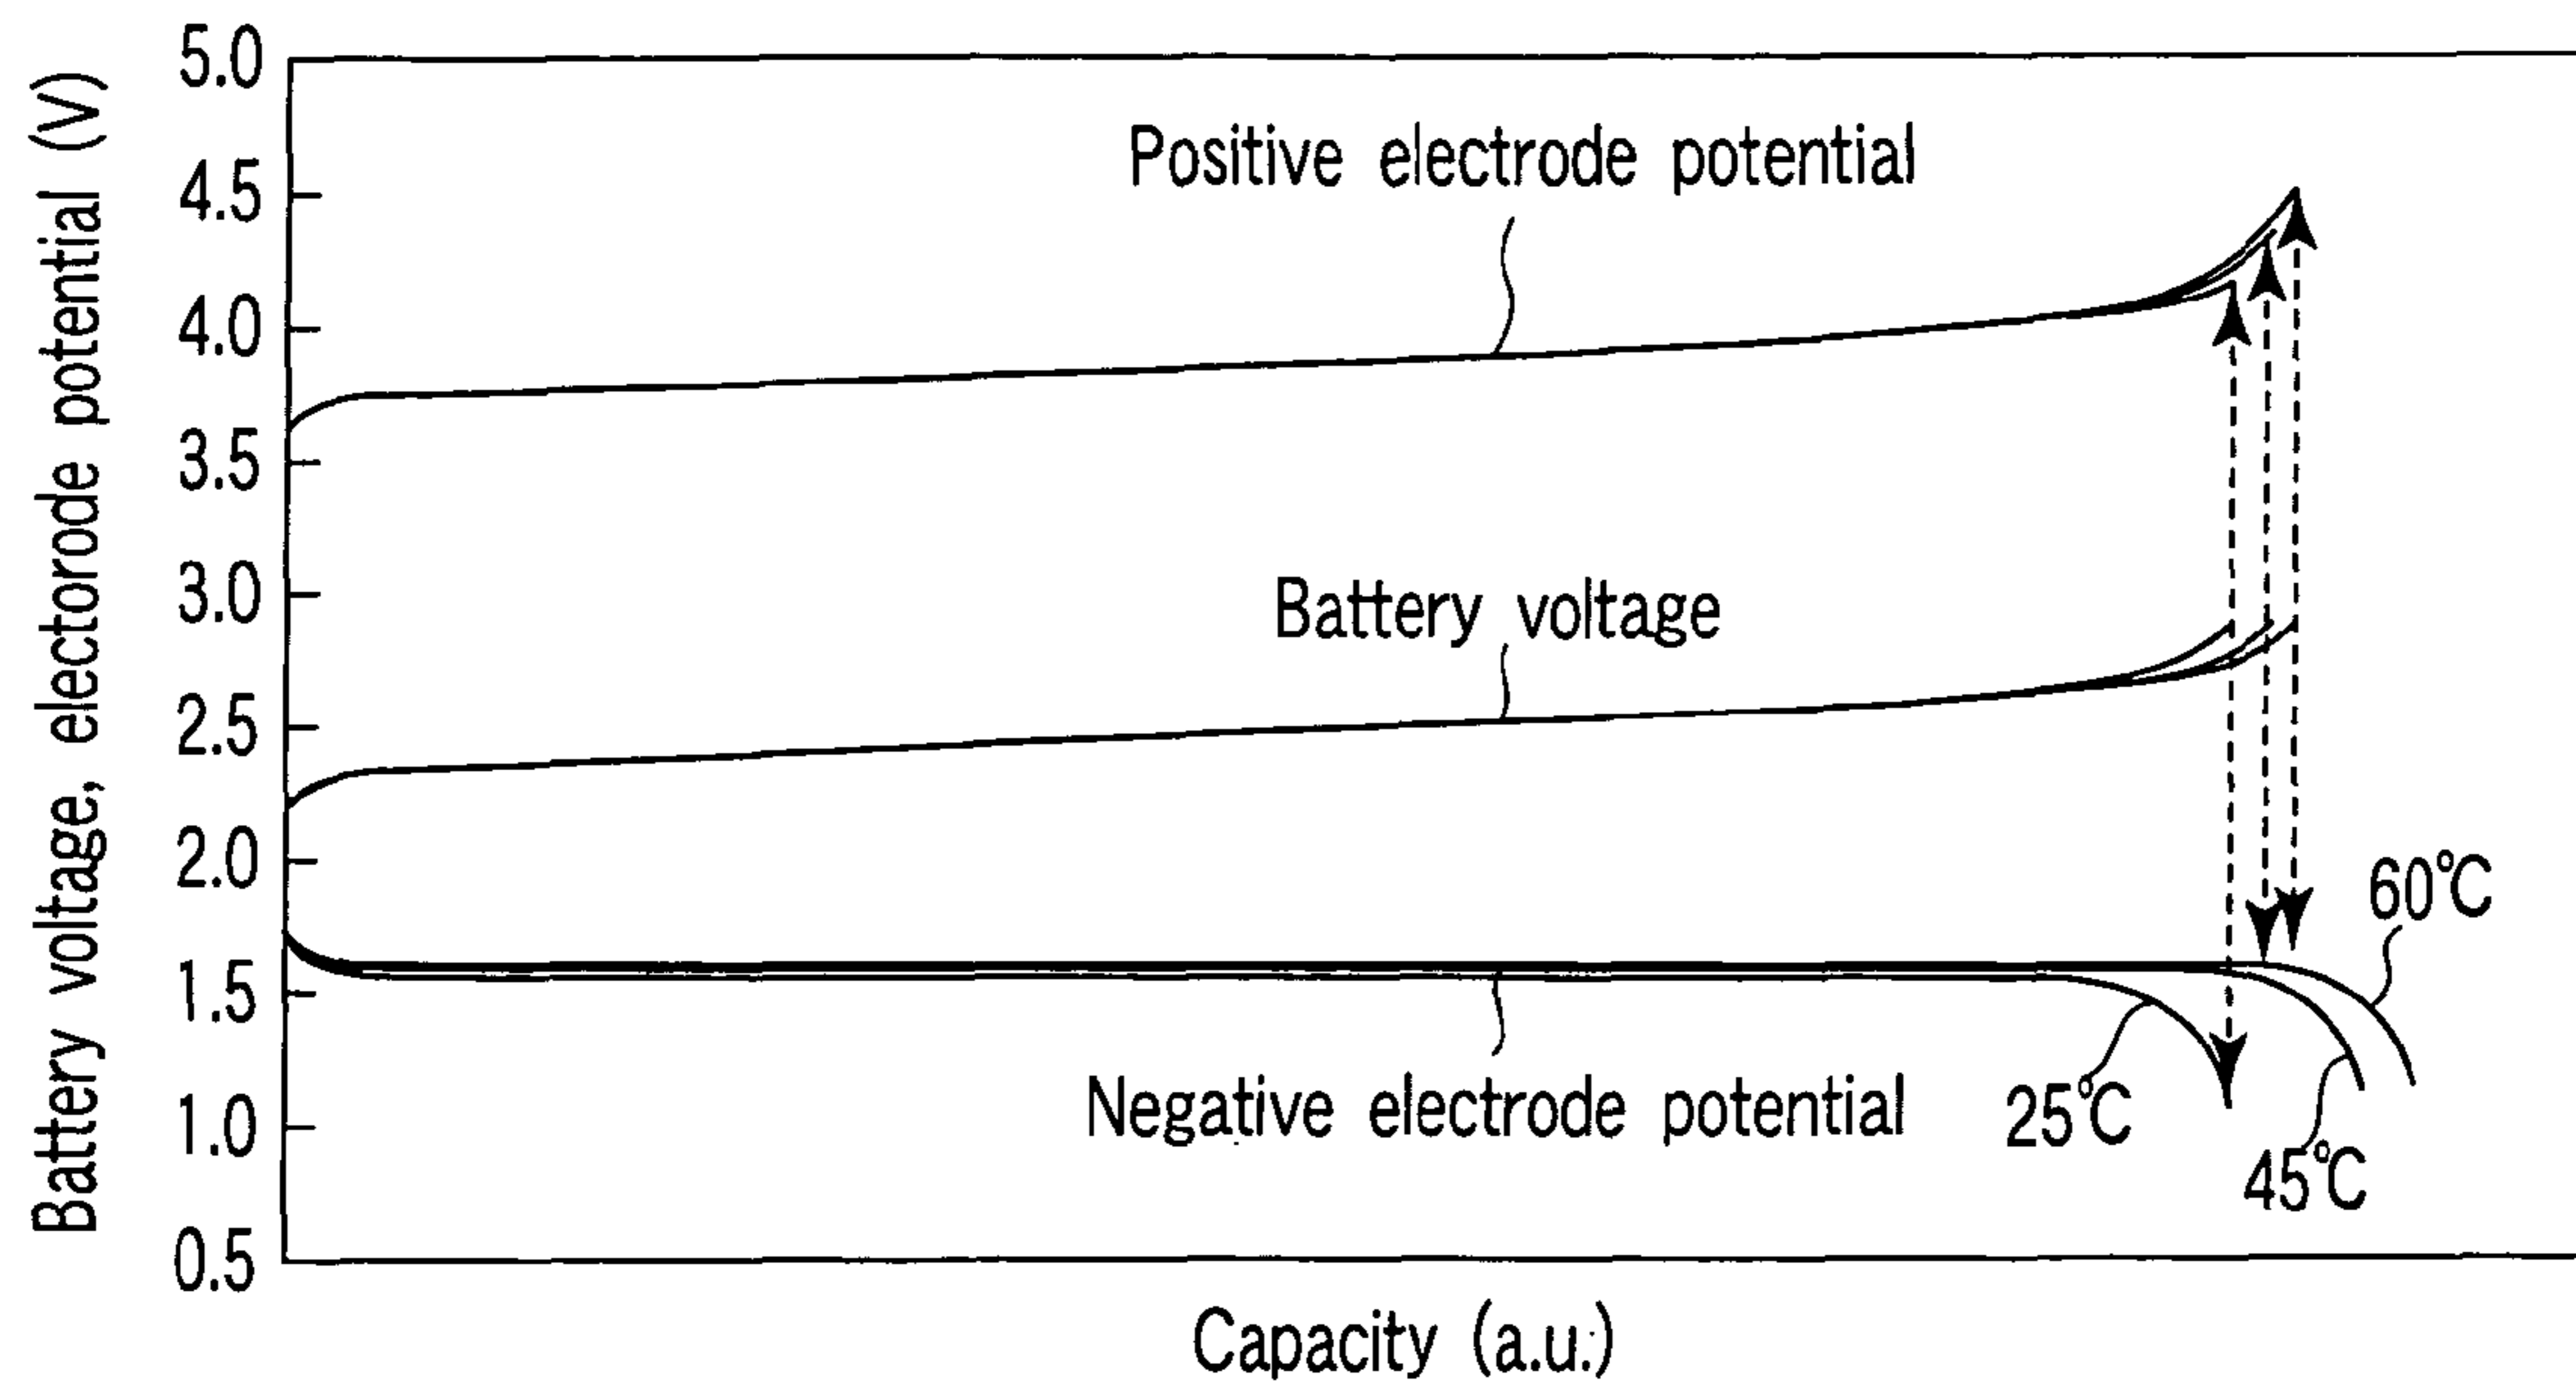 Battery voltage, electorode potential (V)
5.0
4.5
4.0
3.5
3.0
2.5
2.0
1.5
1.0
0.5
Positive electrode potential
Battery voltage
Negative electrode potential
60°C
25°C
45°C
Capacity (a.u.)